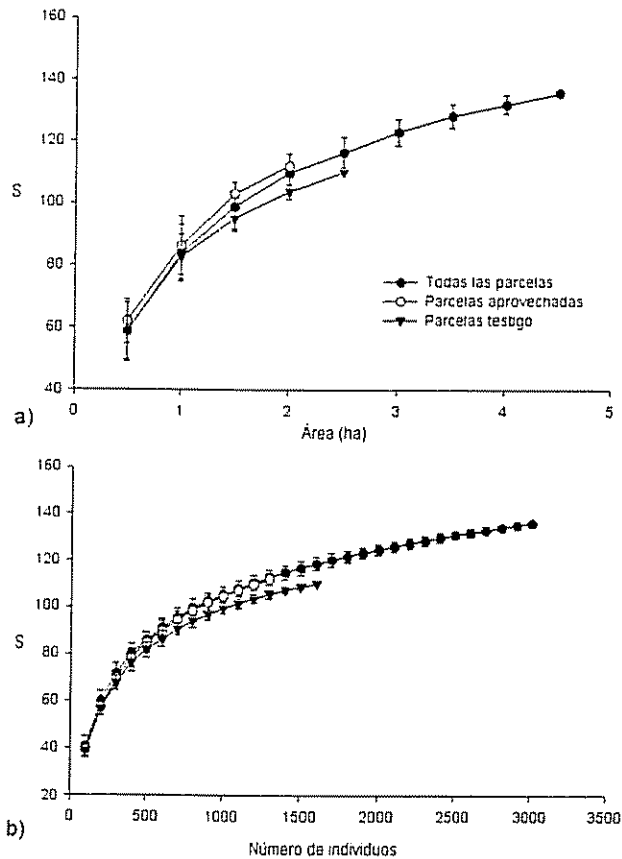 160
140
120
100
S
80
60
40
0 1 2 3 4 5
a)
Área (ha)
Todas las parcelas
Parcelas aprovechadas
Parcelas testigo
160
140
120
100
S
80
60
40
20
0 500 1000 1500 2000 2500 3000 3500
b)
Número de individuos